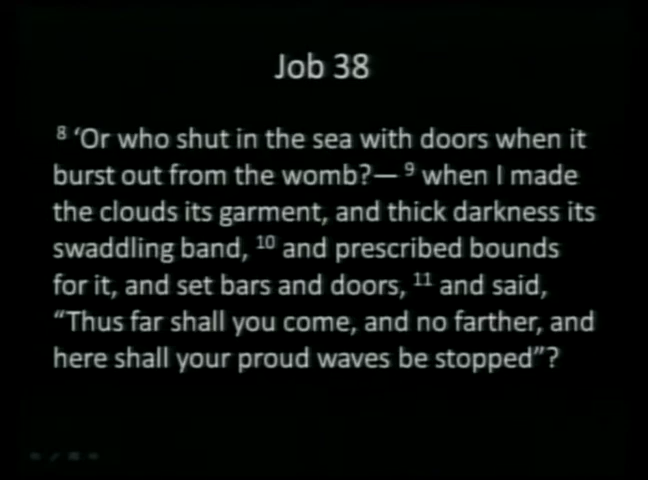 Job 38
⁸ ‘Or who shut in the sea with doors when it
burst out from the womb?— ⁹ when I made
the clouds its garment, and thick darkness its
swaddling band, ¹⁰ and prescribed bounds
for it, and set bars and doors, ¹¹ and said,
“Thus far shall you come, and no farther, and
here shall your proud waves be stopped”?